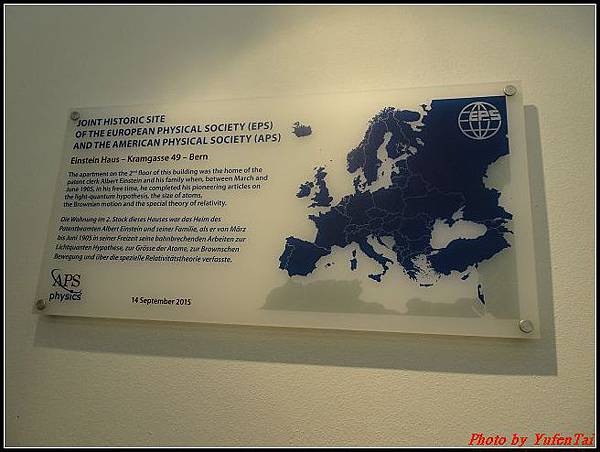 JOINT HISTORIC SITE
OF THE EUROPEAN PHYSICAL SOCIETY (EPS)
AND THE AMERICAN PHYSICAL SOCIETY (APS)
EPS
Einstein Haus – Kramgasse 49 – Bern
The apartment on the 2nd floor of this building was the home of the
patent clerk Albert Einstein and his family when, between March and
June 1905, in his free time, he completed his pioneering articles on
the light-quantum hypothesis, the size of atoms,
the Brownian motion and the special theory of relativity.
Die Wohnung im 2. Stock dieses Hauses war das Heim des
Patentbeamten Albert Einstein und seiner Familie, als er von März
bis Juni 1905 in seiner Freizeit seine bahnbrechenden Arbeiten zur
Lichtquanten Hypothese, zur Grösse der Atome, zur Brownschen
Bewegung und über die spezielle Relativitätstheorie verfasste.
APS
physics
14 September 2015
Photo by YufenTai